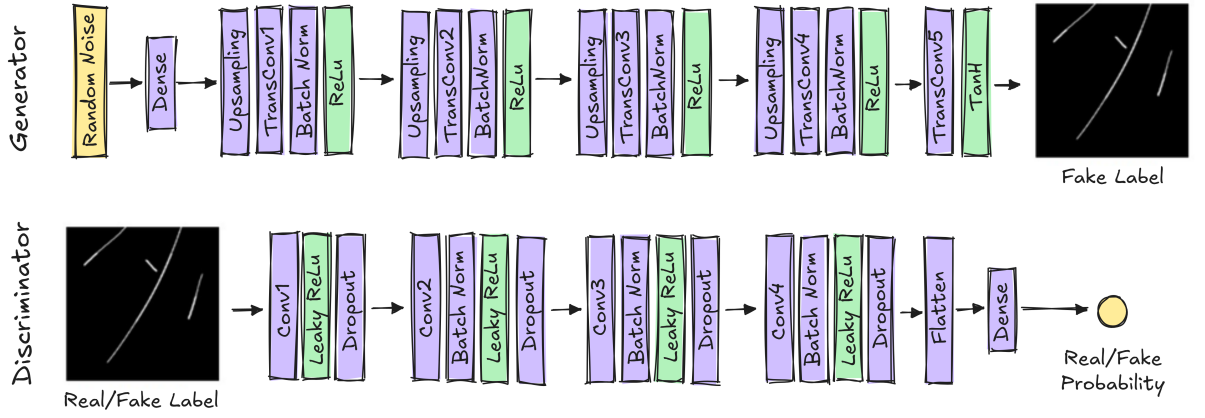 Generator
Random Noise
Dense
Upsampling
TransConv1
Batch Norm
ReLu
Upsampling
TransConv2
BatchNorm
ReLu
Upsampling
TransConv3
BatchNorm
ReLu
Upsampling
TransConv4
BatchNorm
ReLu
TransConv5
TanH
Fake Label
Discriminator
Real/Fake Label
Conv1
Leaky ReLu
Dropout
Conv2
Batch Norm
Leaky ReLu
Dropout
Conv3
Batch Norm
Leaky ReLu
Dropout
Conv4
Batch Norm
Leaky ReLu
Dropout
Flatten
Dense
Real/Fake
Probability